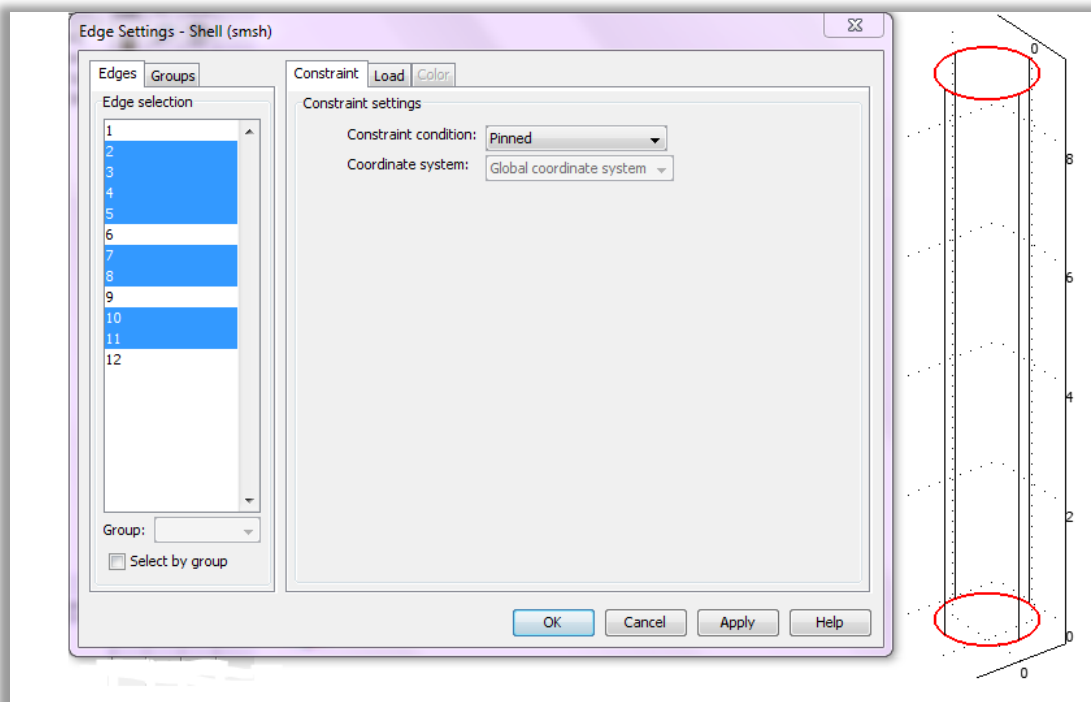 Edge Settings - Shell (smsh)
Edges Groups
Edge selection
1
2
3
4
5
6
7
8
9
10
11
12
Group:
Select by group
Constraint Load Color
Constraint settings
Constraint condition: Pinned
Coordinate system: Global coordinate system
OK Cancel Apply Help
0
8
6
4
2
0
0